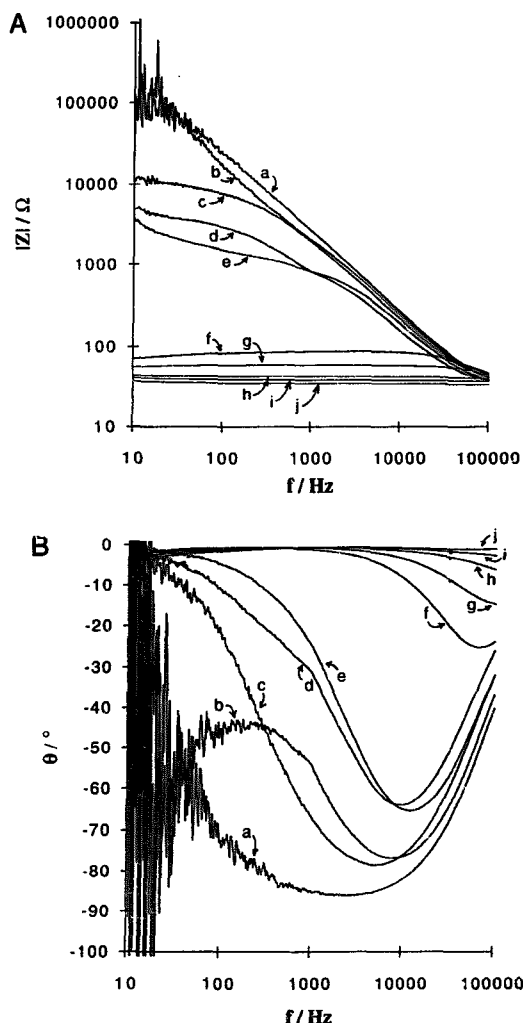 A
1000000
100000
10000
1000
100
10
|Z| / Ω
a
b
c
d
e
f
g
h
i
j
10 100 1000 10000 100000
f / Hz
B
0
-10
-20
-30
-40
-50
-60
-70
-80
-90
-100
θ / °
j
i
h
g
f
e
d
c
b
a
10 100 1000 10000 100000
f / Hz